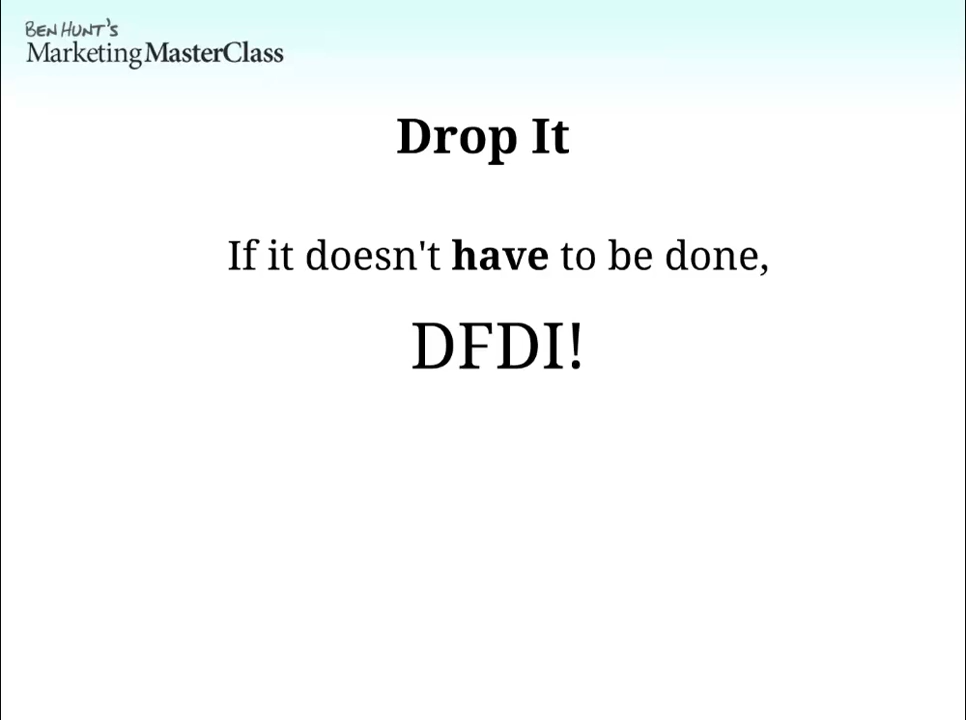 BEN HUNT'S
Marketing MasterClass
Drop It
If it doesn't have to be done,
DFDI!